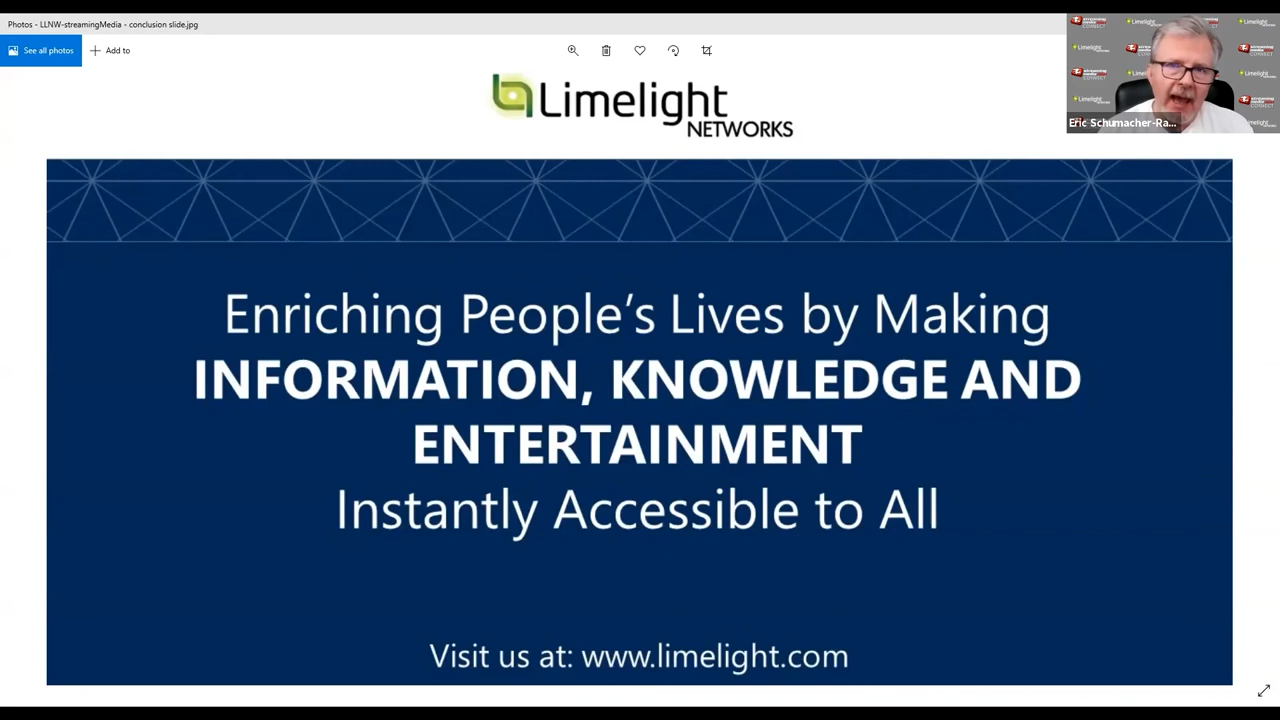 Photos - LLNW-streamingMedia - conclusion slide.jpg
See all photos
Add to
Limelight
NETWORKS
Enriching People's Lives by Making
INFORMATION, KNOWLEDGE AND
ENTERTAINMENT
Instantly Accessible to All
Visit us at: www.limelight.com
Eric Schumacher-Ra...